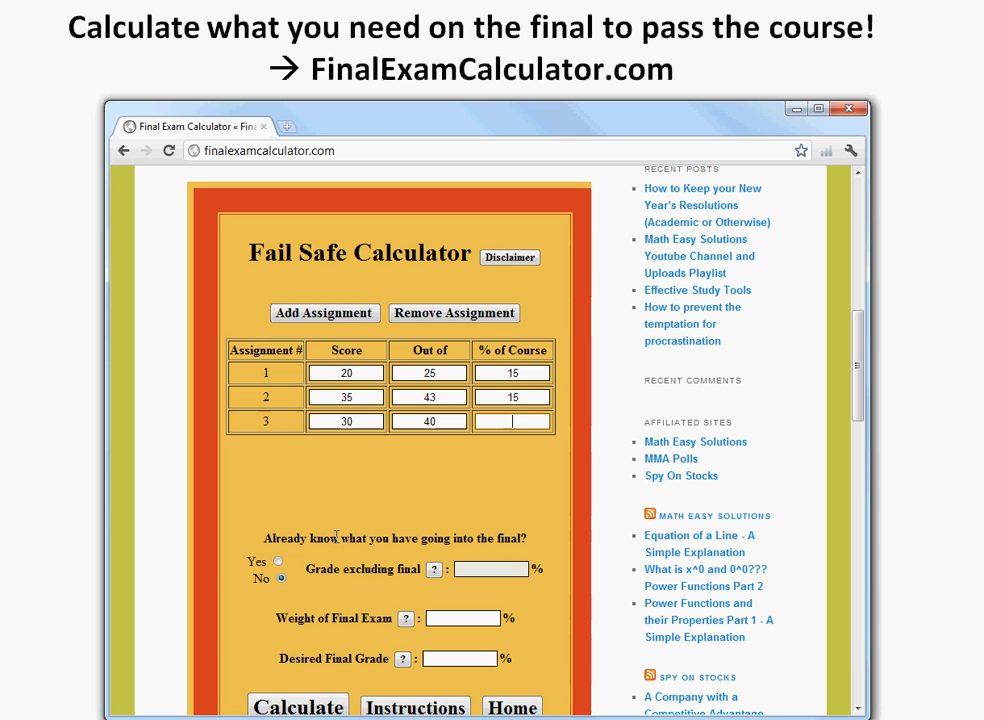 Calculate what you need on the final to pass the course!
→ FinalExamCalculator.com
Final Exam Calculator « Fina
finalexamcalculator.com
Fail Safe Calculator Disclaimer
Add Assignment Remove Assignment
Assignment # Score Out of % of Course
1 20 25 15
2 35 43 15
3 30 40
Already know what you have going into the final?
Yes
No
Grade excluding final ? : %
Weight of Final Exam ? : %
Desired Final Grade ? : %
Calculate Instructions Home
RECENT POSTS
How to Keep your New
Year's Resolutions
(Academic or Otherwise)
Math Easy Solutions
Youtube Channel and
Uploads Playlist
Effective Study Tools
How to prevent the
temptation for
procrastination
RECENT COMMENTS
AFFILIATED SITES
Math Easy Solutions
MMA Polls
Spy On Stocks
MATH EASY SOLUTIONS
Equation of a Line - A
Simple Explanation
What is x^0 and 0^0???
Power Functions Part 2
Power Functions and
their Properties Part 1 - A
Simple Explanation
SPY ON STOCKS
A Company with a
Competitive Advantage